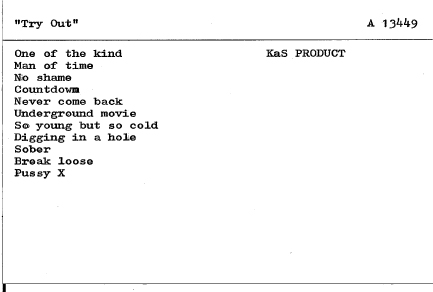 "Try Out" A 13449
One of the kind KaS PRODUCT
Man of time
No shame
Countdown
Never come back
Underground movie
So young but so cold
Digging in a hole
Sober
Break loose
Pussy X